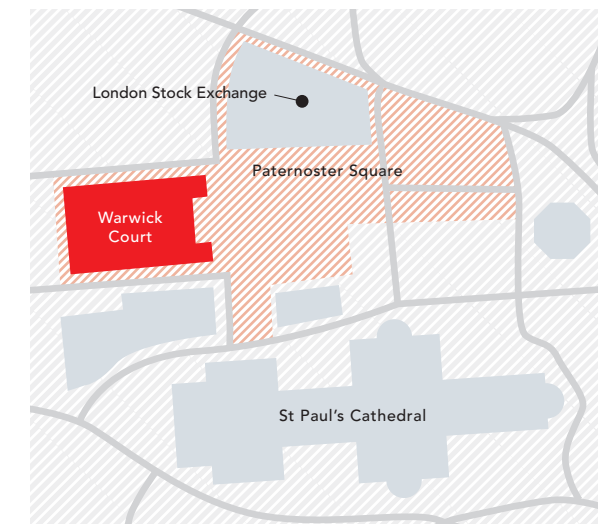 London Stock Exchange
Paternoster Square
Warwick
Court
St Paul's Cathedral